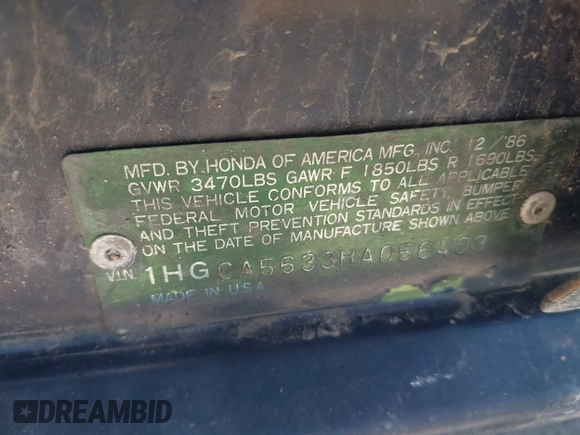 MFD. BY HONDA OF AMERICA MFG., INC. 12/'86
GVWR 3470LBS GAWR F 1850LBS R 1690LBS
THIS VEHICLE CONFORMS TO ALL APPLICABLE
FEDERAL MOTOR VEHICLE SAFETY, BUMPER
AND THEFT PREVENTION STANDARDS IN EFFECT
ON THE DATE OF MANUFACTURE SHOWN ABOVE
V.I.N. 1HGCA5633HA056403
MADE IN U.S.A
DREAMBID